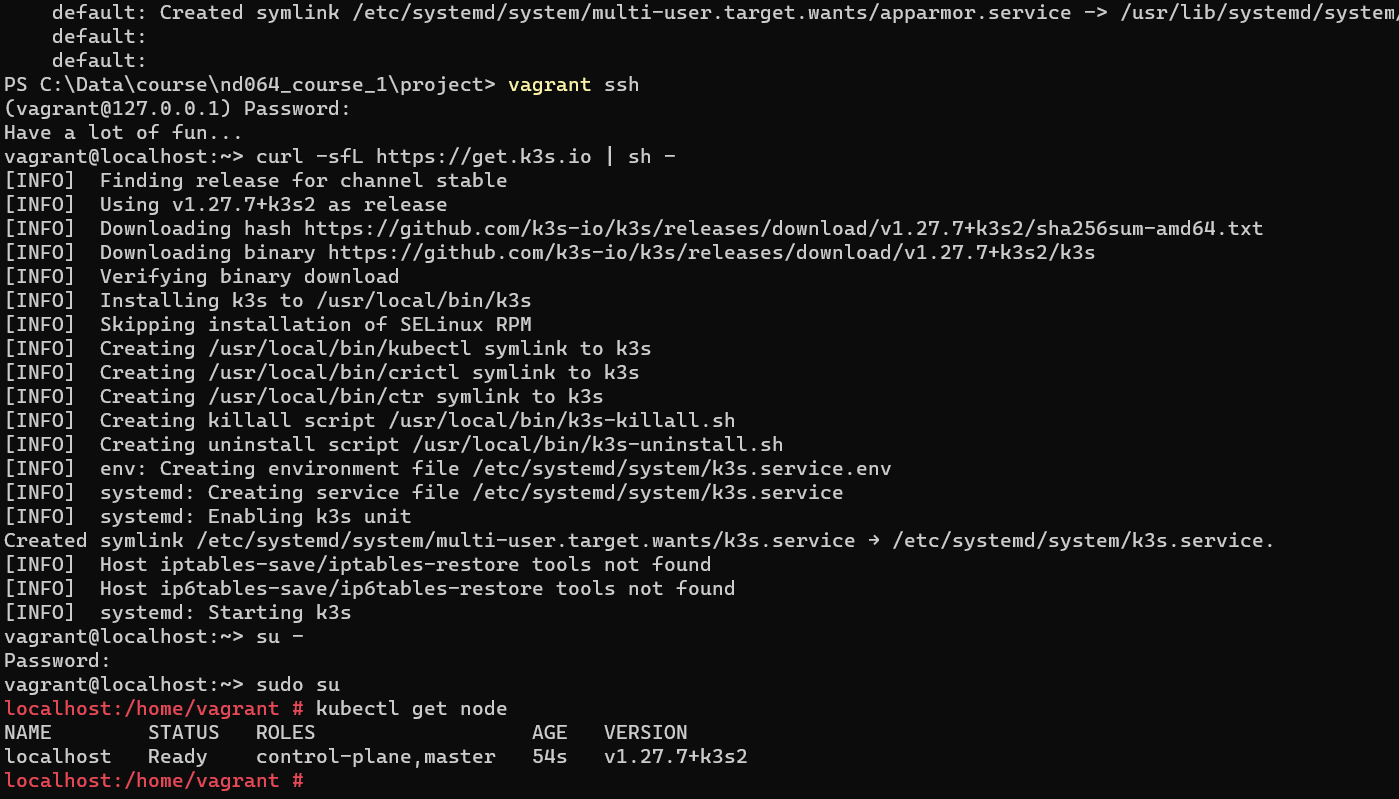 default: Created symlink /etc/systemd/system/multi-user.target.wants/apparmor.service -> /usr/lib/systemd/system/
default:
default:
PS C:\Data\course\nd064_course_1\project> vagrant ssh
(vagrant@127.0.0.1) Password:
Have a lot of fun...
vagrant@localhost:~> curl -sfL https://get.k3s.io | sh -
[INFO]  Finding release for channel stable
[INFO]  Using v1.27.7+k3s2 as release
[INFO]  Downloading hash https://github.com/k3s-io/k3s/releases/download/v1.27.7+k3s2/sha256sum-amd64.txt
[INFO]  Downloading binary https://github.com/k3s-io/k3s/releases/download/v1.27.7+k3s2/k3s
[INFO]  Verifying binary download
[INFO]  Installing k3s to /usr/local/bin/k3s
[INFO]  Skipping installation of SELinux RPM
[INFO]  Creating /usr/local/bin/kubectl symlink to k3s
[INFO]  Creating /usr/local/bin/crictl symlink to k3s
[INFO]  Creating /usr/local/bin/ctr symlink to k3s
[INFO]  Creating killall script /usr/local/bin/k3s-killall.sh
[INFO]  Creating uninstall script /usr/local/bin/k3s-uninstall.sh
[INFO]  env: Creating environment file /etc/systemd/system/k3s.service.env
[INFO]  systemd: Creating service file /etc/systemd/system/k3s.service
[INFO]  systemd: Enabling k3s unit
Created symlink /etc/systemd/system/multi-user.target.wants/k3s.service → /etc/systemd/system/k3s.service.
[INFO]  Host iptables-save/iptables-restore tools not found
[INFO]  Host ip6tables-save/ip6tables-restore tools not found
[INFO]  systemd: Starting k3s
vagrant@localhost:~> su -
Password:
vagrant@localhost:~> sudo su
localhost:/home/vagrant # kubectl get node
NAME        STATUS   ROLES                  AGE   VERSION
localhost   Ready    control-plane,master   54s   v1.27.7+k3s2
localhost:/home/vagrant #